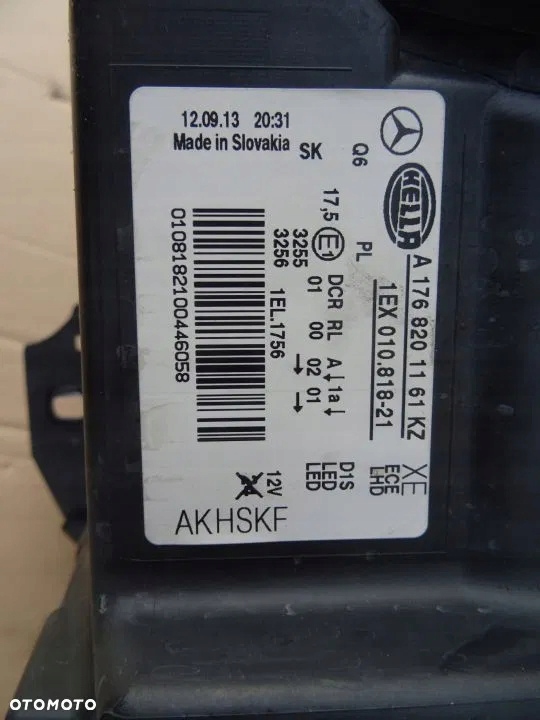 12.09.13 20:31
Made in Slovakia
SK
Q6
HELLA
A 176 820 11 61 KZ
1EX 010.818-21
PL
17,5 E1 DCR RL A↓ 1a↓
3255 01 00 02 01
3256 → →
1EL.1756
010818210044605​8
XE
ECE
LHD
D1S
LED
LED
12V
A
AKHSKF
OTOMOTO